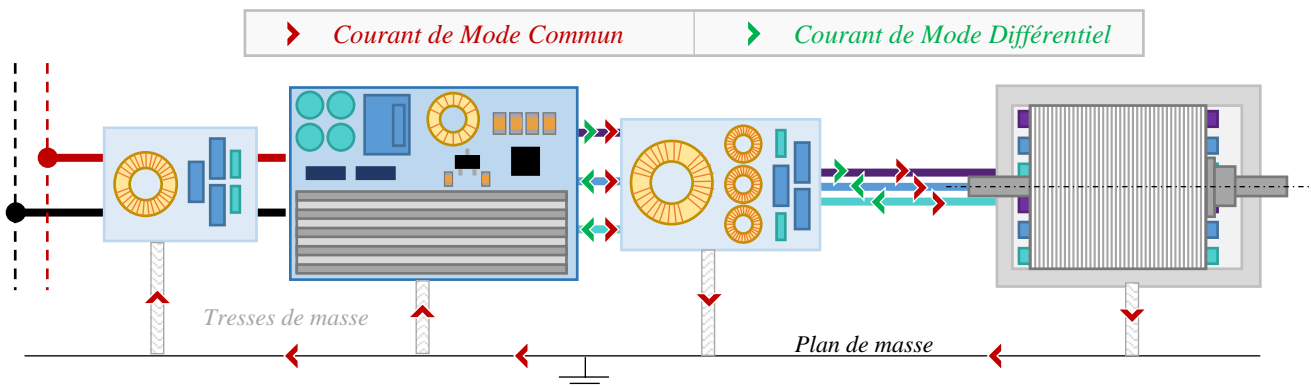 Courant de Mode Commun
Courant de Mode Différentiel
Tresses de masse
Plan de masse